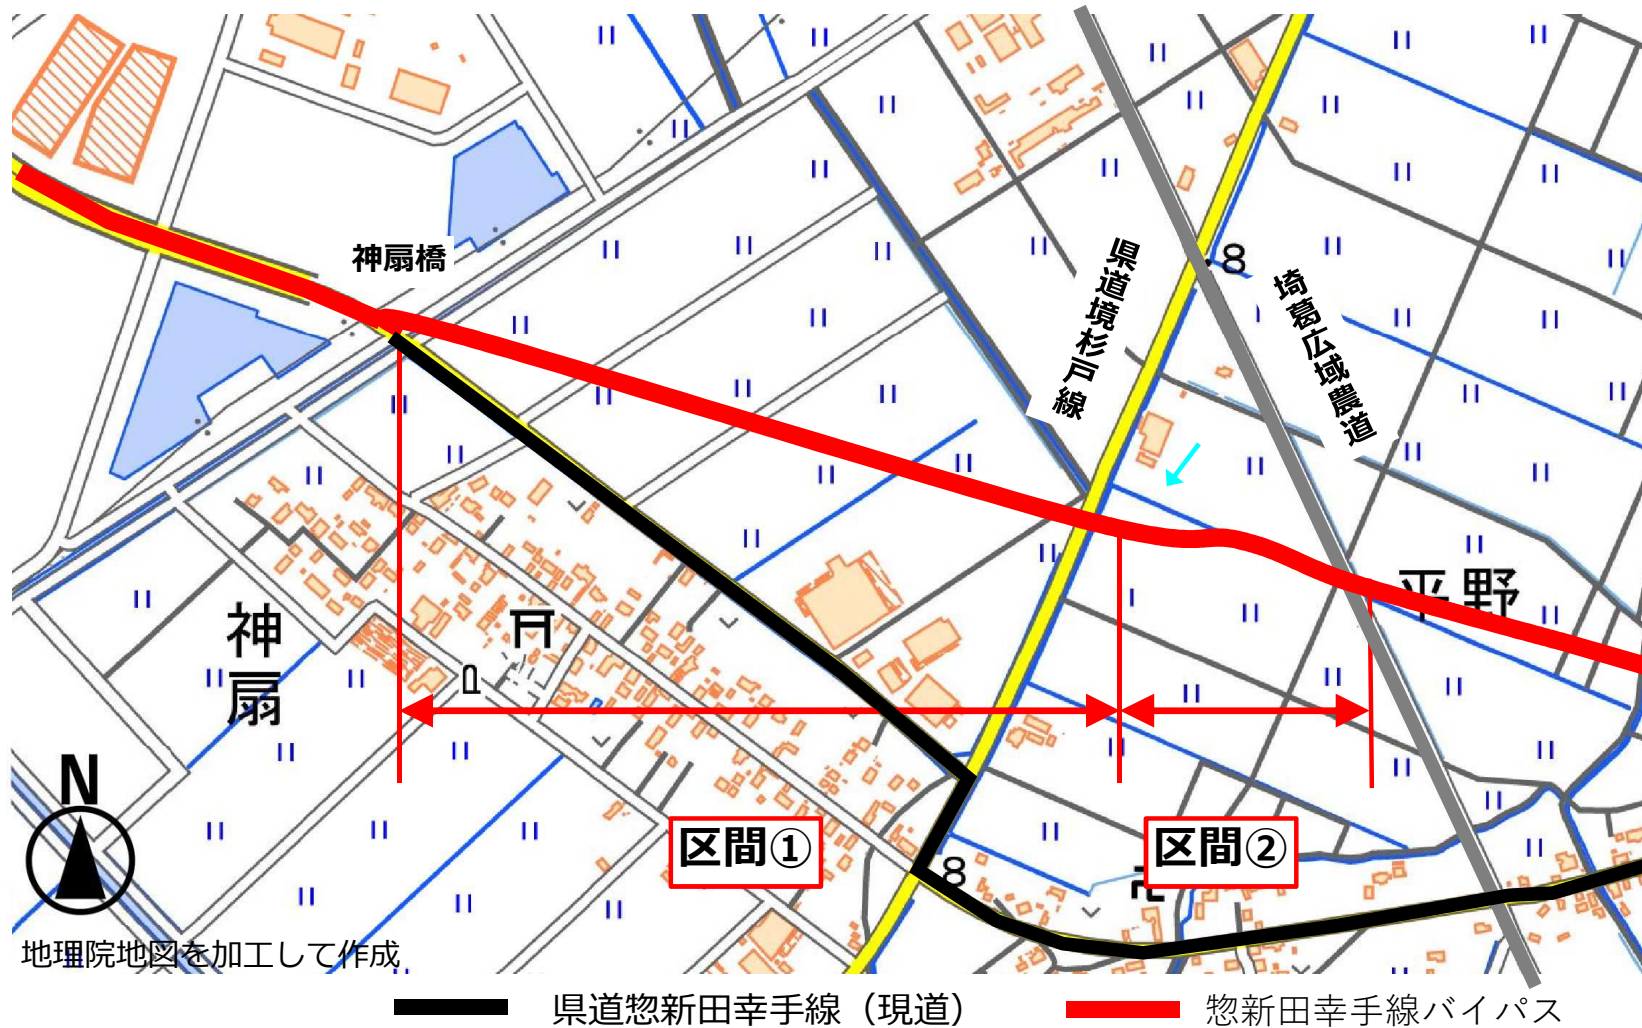 神扇橋
県道境杉戸線
8
埼葛広域農道
平野
神扇
N
区間①
区間②
8
地理院地図を加工して作成
県道惣新田幸手線（現道）
惣新田幸手線バイパス